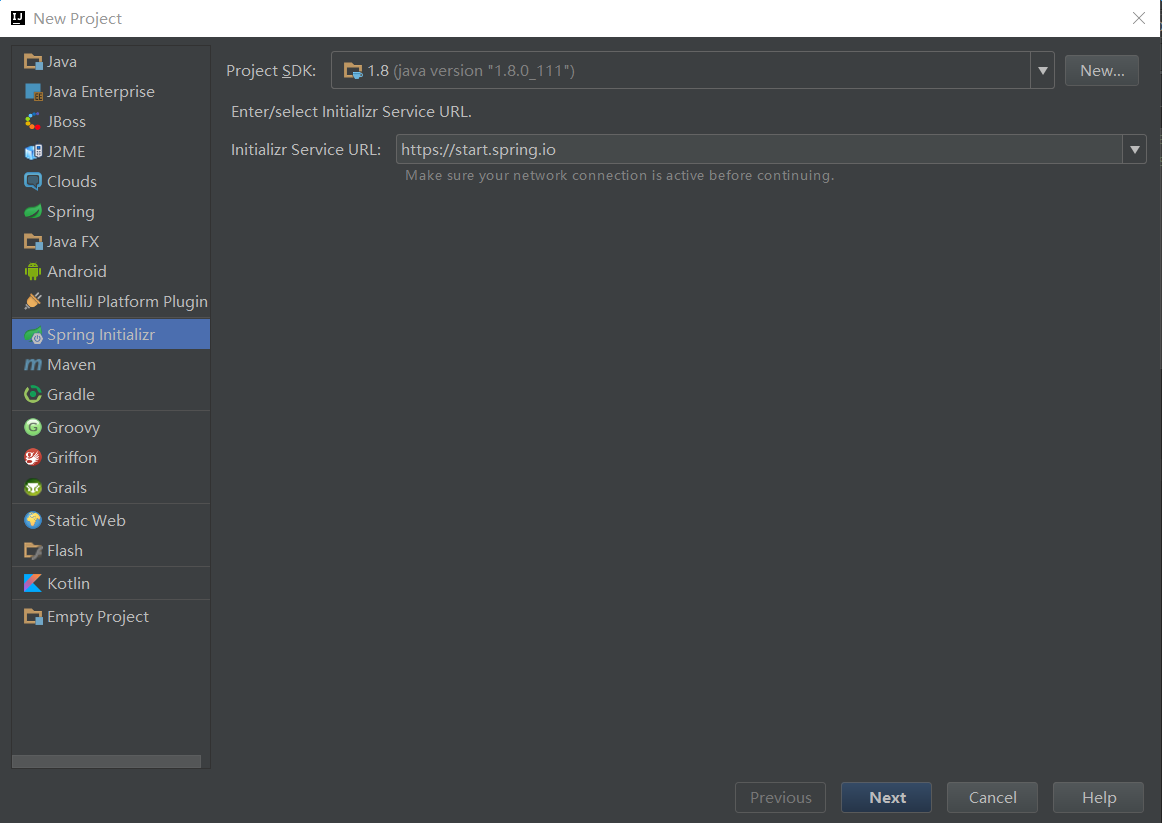 New Project
Java
Java Enterprise
JBoss
J2ME
Clouds
Spring
Java FX
Android
IntelliJ Platform Plugin
Spring Initializr
Maven
Gradle
Groovy
Griffon
Grails
Static Web
Flash
Kotlin
Empty Project
Project SDK: 1.8 (java version "1.8.0_111") New...
Enter/select Initializr Service URL.
Initializr Service URL: https://start.spring.io
Make sure your network connection is active before continuing.
Previous Next Cancel Help